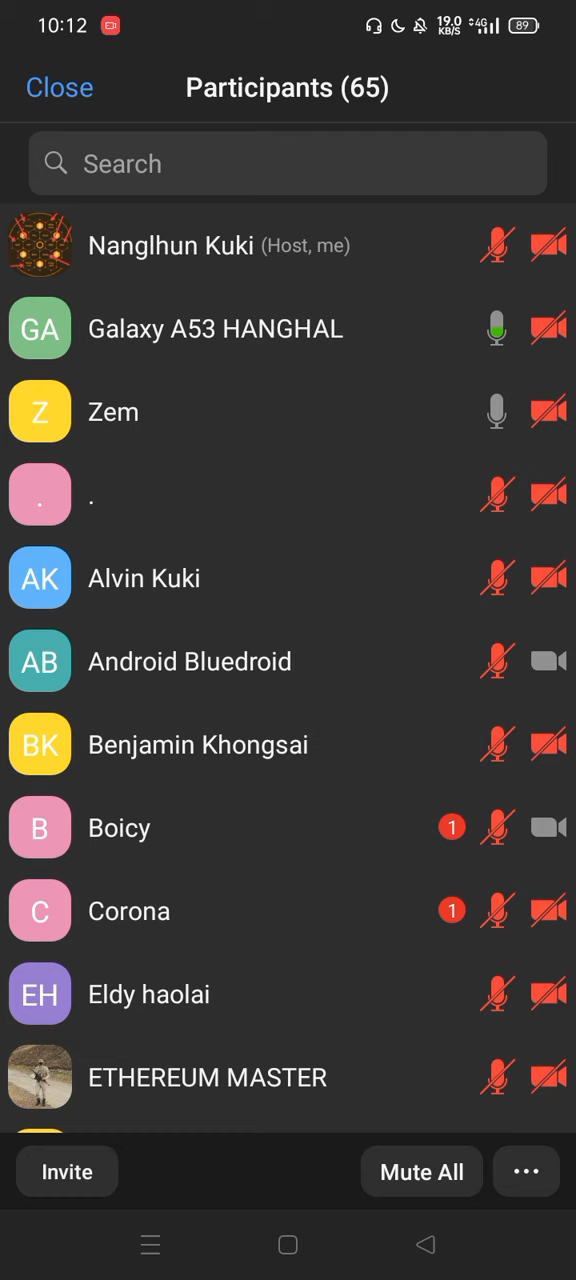 10:12
19.0
KB/S
4G
89
Close
Participants (65)
Search
Nanglhun Kuki (Host, me)
GA
Galaxy A53 HANGHAL
Z
Zem
.
.
AK
Alvin Kuki
AB
Android Bluedroid
BK
Benjamin Khongsai
B
Boicy
1
C
Corona
1
EH
Eldy haolai
ETHEREUM MASTER
Invite
Mute All